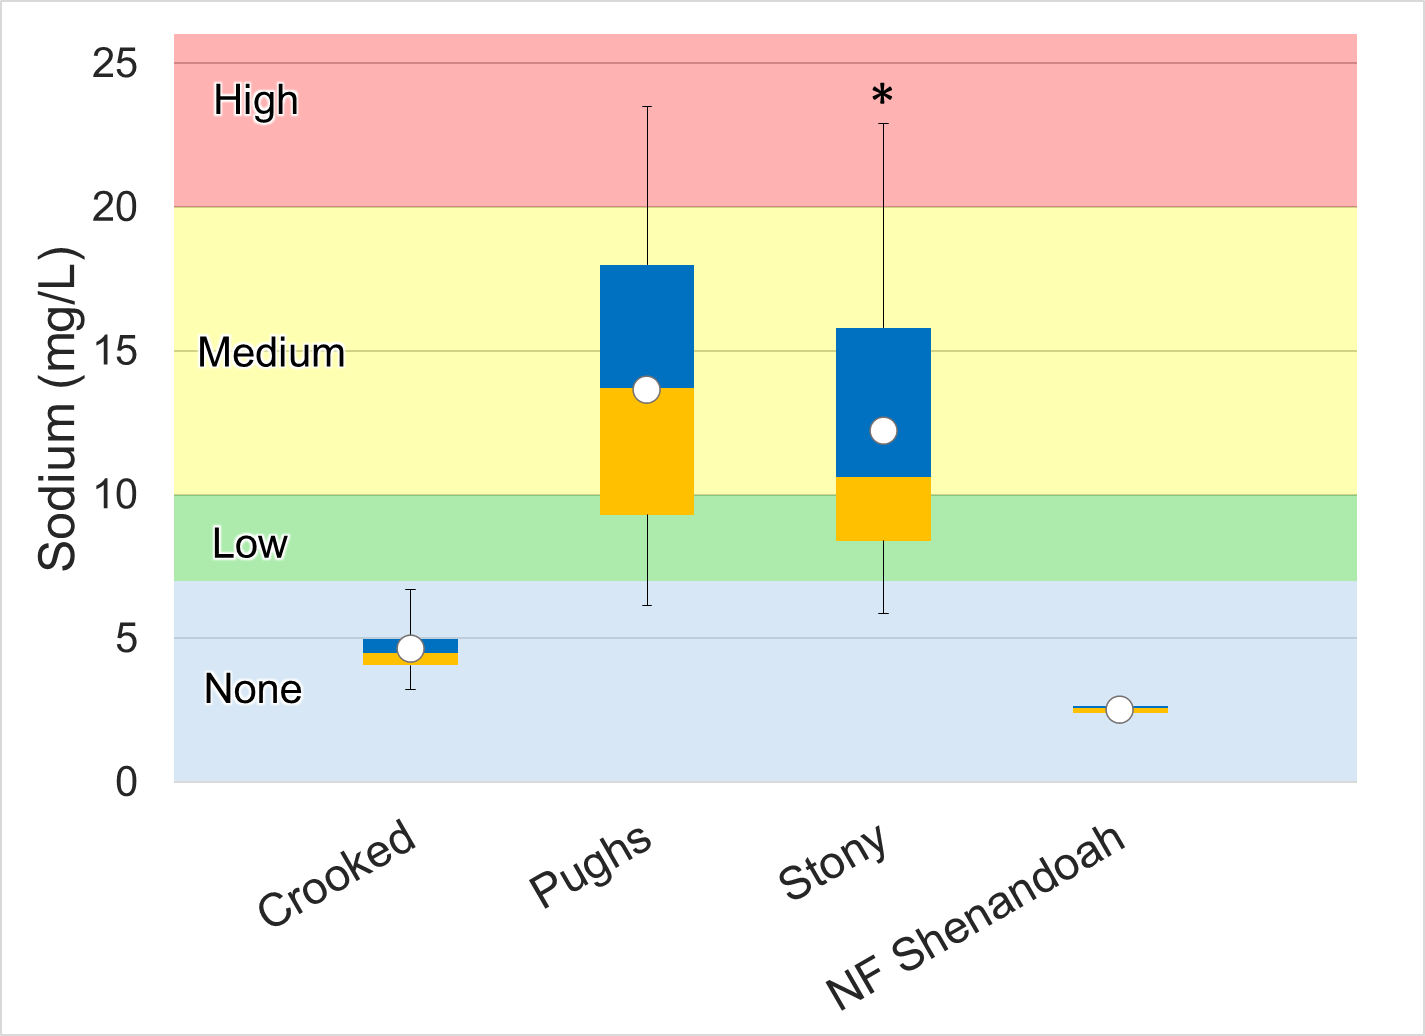 Sodium (mg/L)
25
20
15
10
5
0
High
*
Medium
Low
None
Crooked
Pughs
Stony
NF Shenandoah